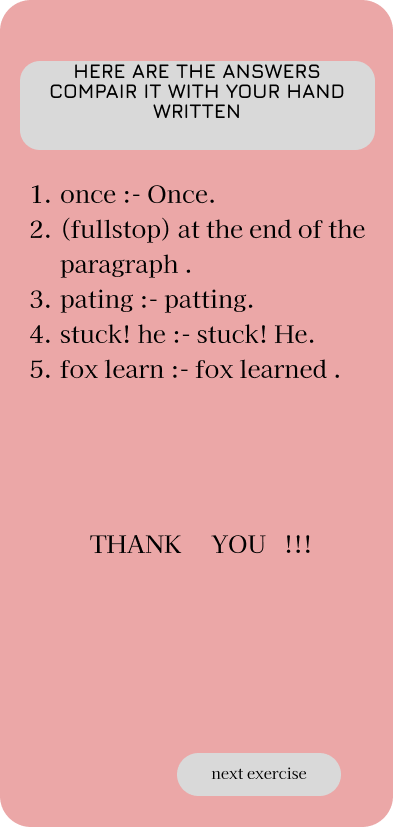 HERE ARE THE ANSWERS
COMPAIR IT WITH YOUR HAND
WRITTEN
1. once :- Once.
2. (fullstop) at the end of the
paragraph .
3. pating :- patting.
4. stuck! he :- stuck! He.
5. fox learn :- fox learned .
THANK YOU !!!
next exercise